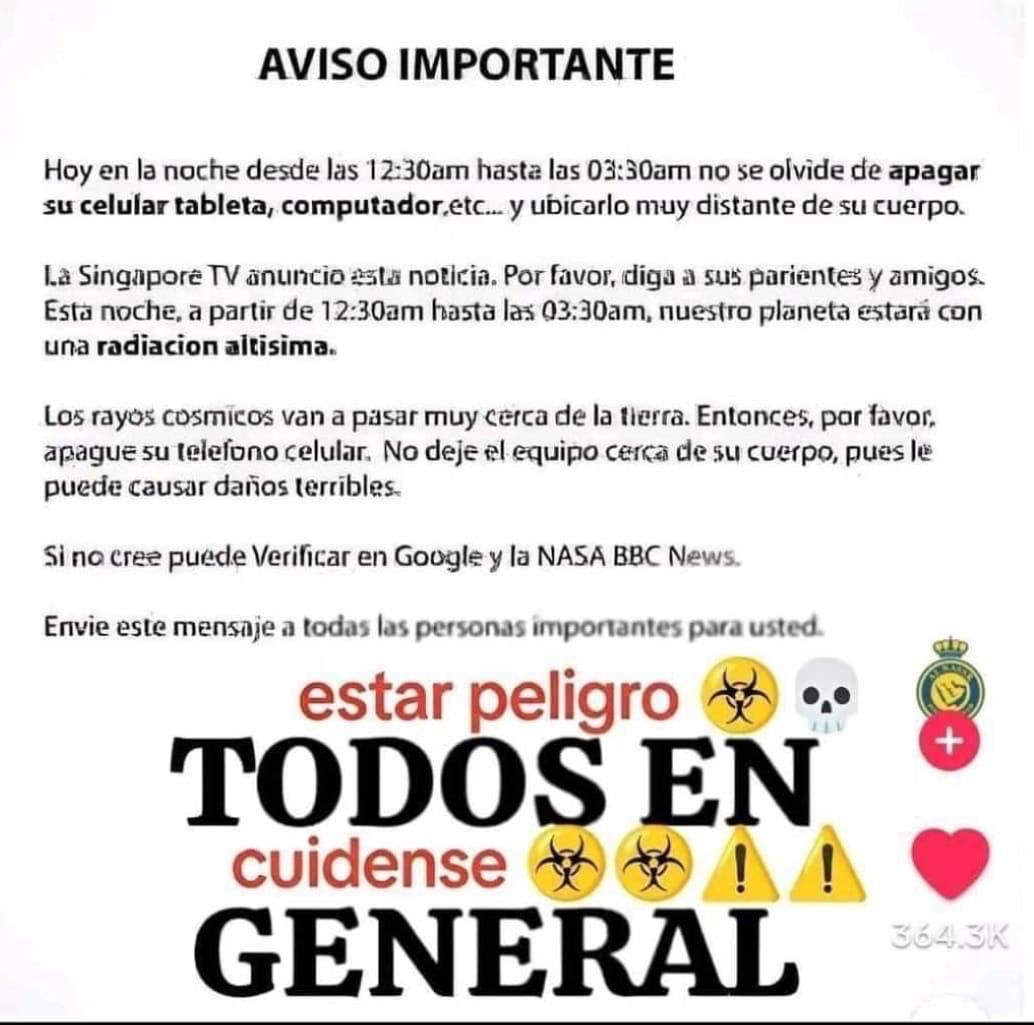 AVISO IMPORTANTE
Hoy en la noche desde las 12:30am hasta las 03:30am no se olvide de apagar
su celular tableta, computador,etc... y ubicarlo muy distante de su cuerpo.
La Singapore TV anuncio esta noticia. Por favor, diga a sus parientes y amigos.
Esta noche, a partir de 12:30am hasta las 03:30am, nuestro planeta estará con
una radiacion altisima.
Los rayos cosmicos van a pasar muy cerca de la tierra. Entonces, por favor,
apague su telefono celular. No deje el equipo cerca de su cuerpo, pues le
puede causar daños terribles.
Si no cree puede Verificar en Google y la NASA BBC News.
Envie este mensaje a todas las personas importantes para usted.
estar peligro ☣️💀
TODOS EN
cuidense ☣️☣️⚠️⚠️
GENERAL
364.3K